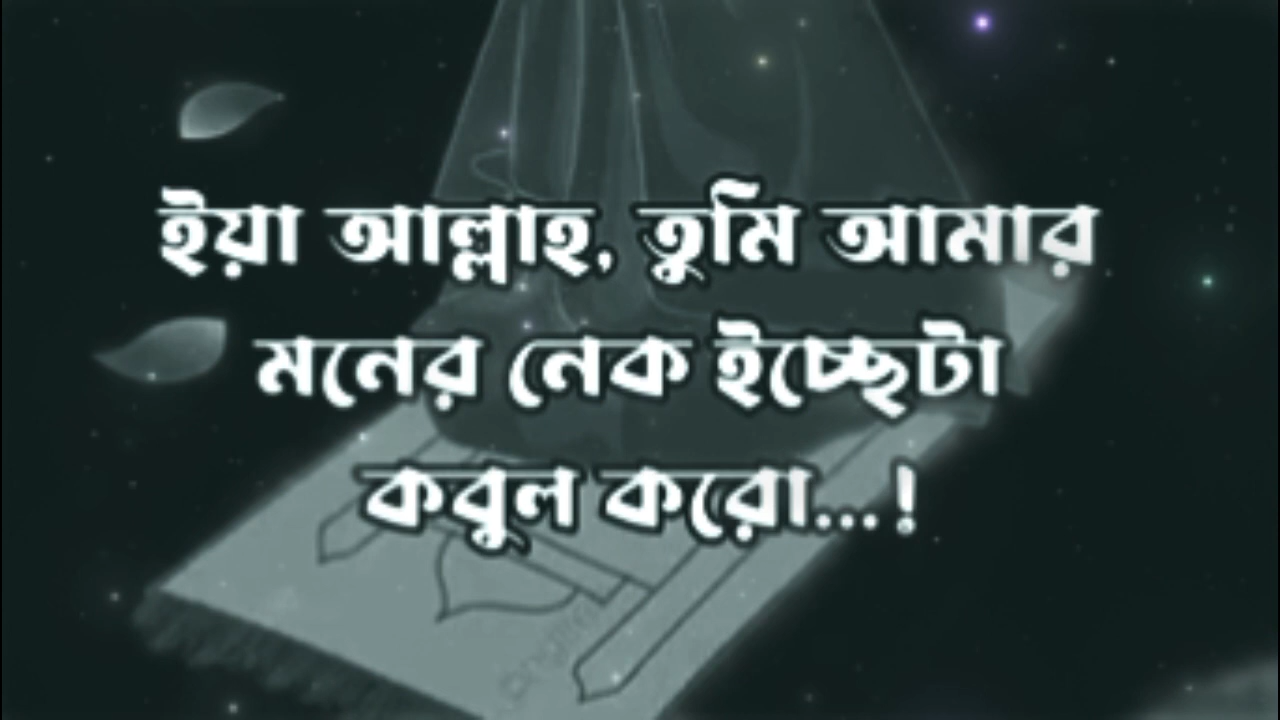 ইয়া আল্লাহ, তুমি আমার
মনের নেক ইচ্ছেটা
কবুল করো...!